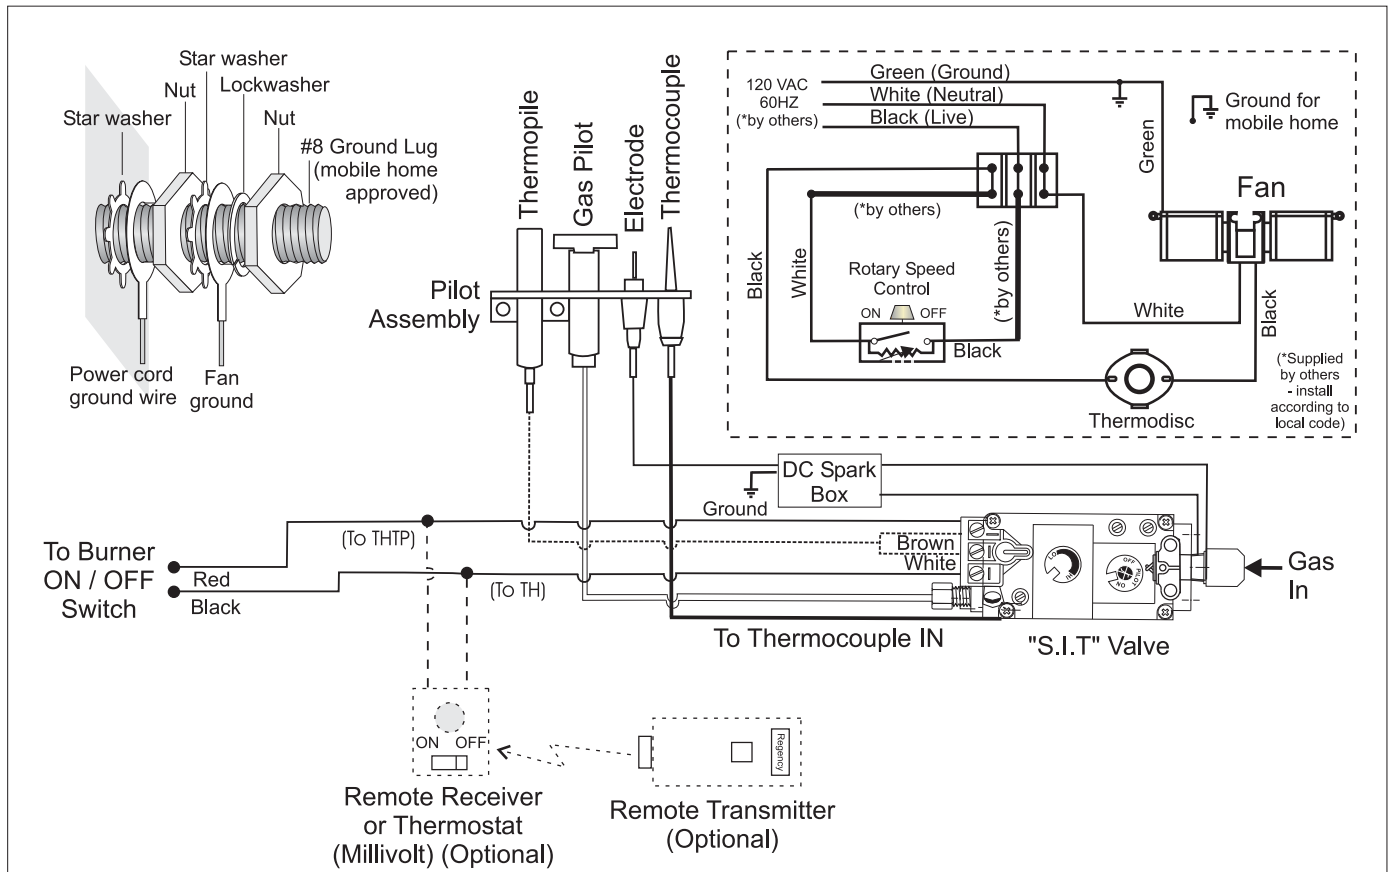 Star washer
Lockwasher
Nut
Star washer
Nut
#8 Ground Lug
(mobile home
approved)
Power cord
ground wire
Fan
ground
Thermopile
Gas Pilot
Electrode
Thermocouple
Pilot
Assembly
120 VAC
60HZ
(*by others)
Green (Ground)
White (Neutral)
Black (Live)
Ground for
mobile home
Green
Fan
(*by others)
(*by others)
Black
White
Rotary Speed
Control
ON OFF
Black
White
Black
Thermodisc
(*Supplied
by others
- install
according to
local code)
DC Spark
Box
Ground
To Burner
ON / OFF
Switch
Red
Black
(To THTP)
(To TH)
Brown
White
LO
HI
OFF
PILOT
ON
Gas
In
To Thermocouple IN
"S.I.T" Valve
ON OFF
Remote Receiver
or Thermostat
(Millivolt) (Optional)
Regency
Remote Transmitter
(Optional)